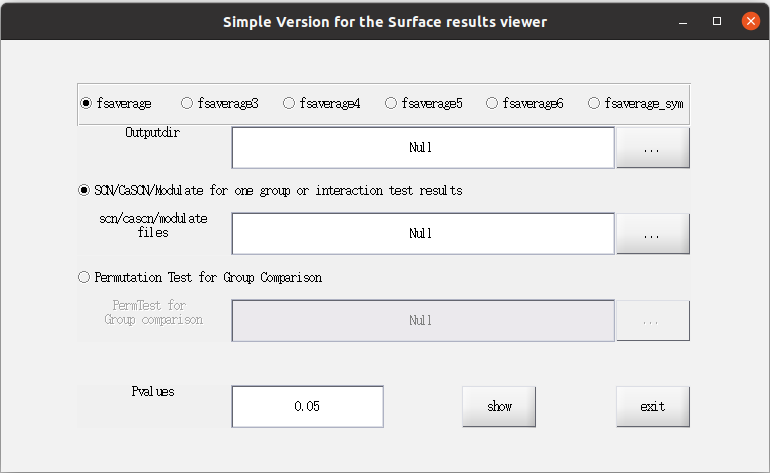 Simple Version for the Surface results viewer
fsaverage fsaverage3 fsaverage4 fsaverage5 fsaverage6 fsaverage_sym
Outputdir Null ...
SCN/CaSCN/Modulate for one group or interaction test results
scn/cascn/modulate
files Null ...
Permutation Test for Group Comparison
PermTest for
Group comparison Null ...
Pvalues 0.05 show exit